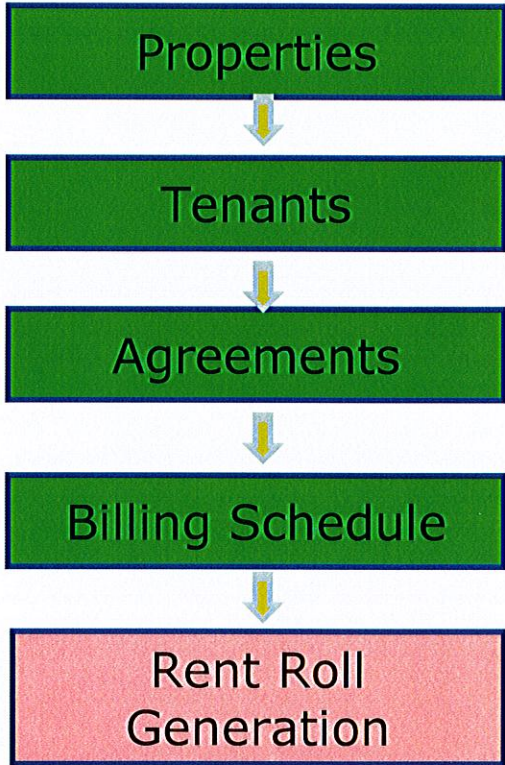 Properties
Tenants
Agreements
Billing Schedule
Rent Roll
Generation